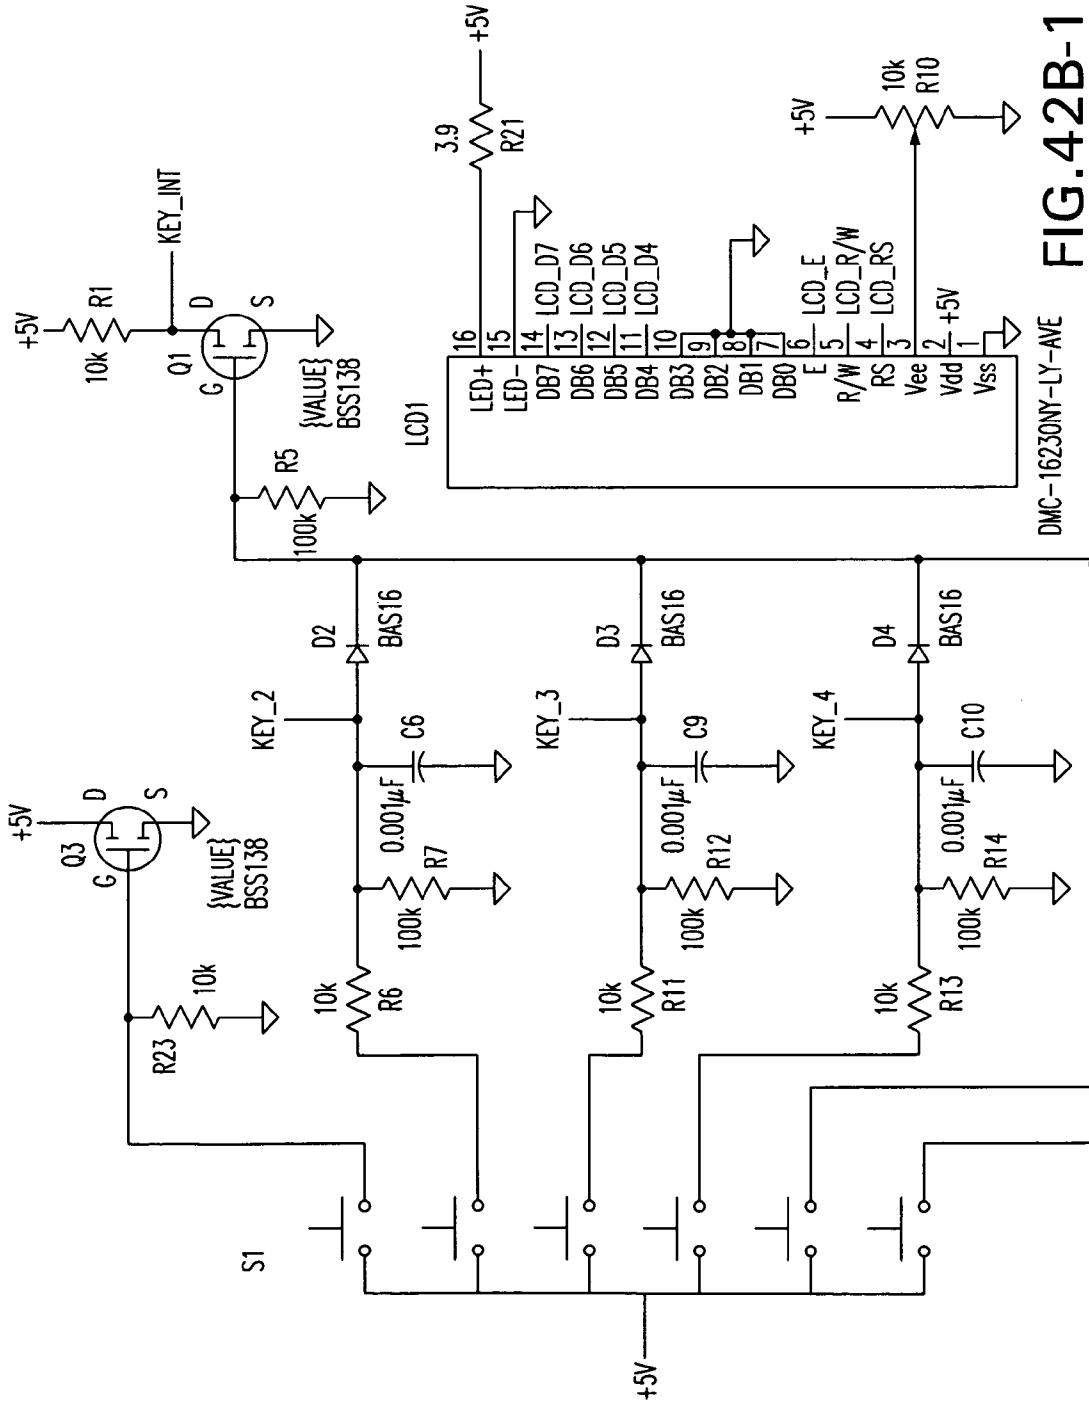 +5V
R1
10k
KEY_INT
D
S
G
Q1
{VALUE}
BSS138
R5
100k
+5V
D
S
G
Q3
{VALUE}
BSS138
10k
R23
S1
+5V
10k
R6
R7
100k
0.001µF
C6
KEY_2
D2
BAS16
10k
R11
R12
100k
0.001µF
C9
KEY_3
D3
BAS16
10k
R13
R14
100k
0.001µF
C10
KEY_4
D4
BAS16
LCD1
LED+ 16
LED- 15
DB7 14 LCD_D7
DB6 13 LCD_D6
DB5 12 LCD_D5
DB4 11 LCD_D4
DB3 10
DB2 9
DB1 8
DB0 7
E 6 LCD_E
R/W 5 LCD_R/W
RS 4 LCD_RS
Vee 3
Vdd 2 +5V
Vss 1
DMC-16230NY-LY-AVE
3.9
R21
+5V
+5V
10k
R10
FIG.42B-1